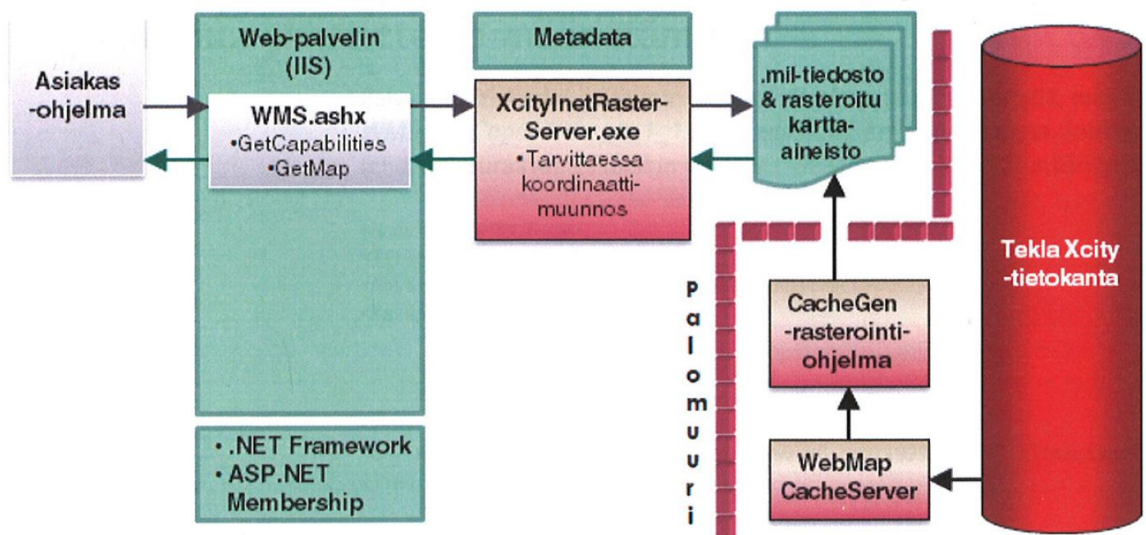 Asiakas
-ohjelma
Web-palvelin
(IIS)
WMS.ashx
•GetCapabilities
•GetMap
.NET Framework
ASP.NET
Membership
Metadata
XcityInetRaster-
Server.exe
• Tarvittaessa
koordinaatti-
muunnos
.mil-tiedosto
& rasteroitu
kartta-
aineisto
Palomuuri
CacheGen
-rasterointi-
ohjelma
WebMap
CacheServer
Tekla Xcity
-tietokanta